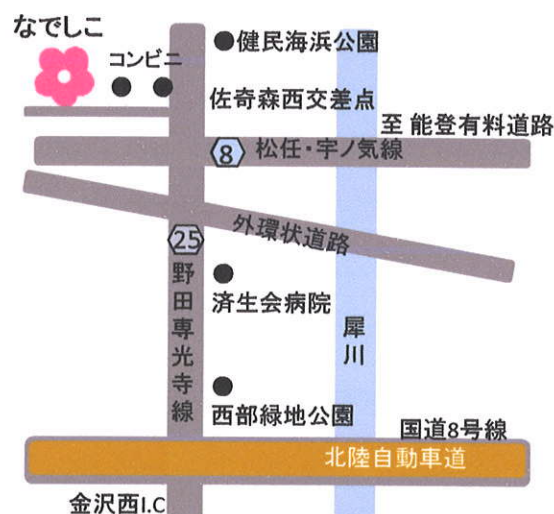 なでしこ
コンビニ
健民海浜公園
佐奇森西交差点
至 能登有料道路
8
松任・宇ノ気線
外環状道路
25
野田専光寺線
済生会病院
犀川
西部緑地公園
国道8号線
北陸自動車道
金沢西I.C